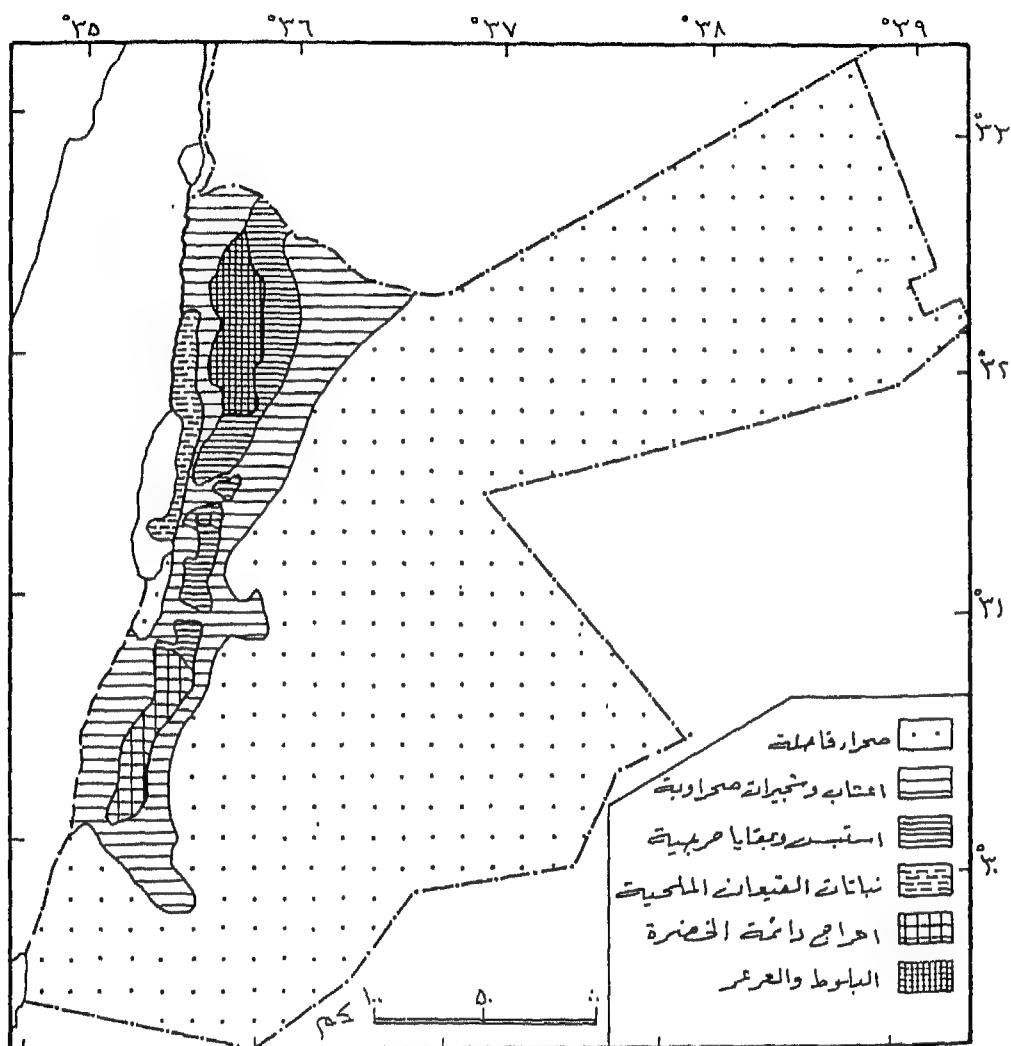 °٣٥ °٣٦ °٣٧ °٣٨ °٣٩
°٣٣
°٣٢
°٣١
°٣٠
صحراء قاحلة
اعشاب وشجيرات صحراوية
استبس وبقايا حرجية
نباتات القيعان الملحية
احراج دائمة الخضرة
البلوط والعرعر
١٠٠ ٥٠ ٠
كم